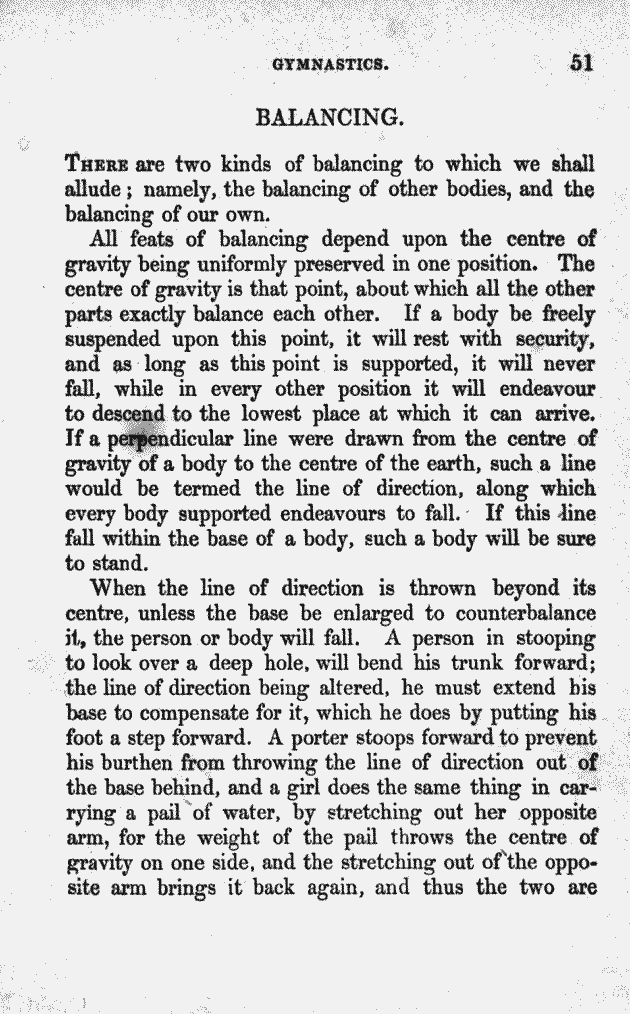 GYMNASTICS. 51
BALANCING.
THERE are two kinds of balancing to which we shall
allude; namely, the balancing of other bodies, and the
balancing of our own.
All feats of balancing depend upon the centre of
gravity being uniformly preserved in one position. The
centre of gravity is that point, about which all the other
parts exactly balance each other. If a body be freely
suspended upon this point, it will rest with security,
and as long as this point is supported, it will never
fall, while in every other position it will endeavour
to descend to the lowest place at which it can arrive.
If a perpendicular line were drawn from the centre of
gravity of a body to the centre of the earth, such a line
would be termed the line of direction, along which
every body supported endeavours to fall. If this line
fall within the base of a body, such a body will be sure
to stand.
When the line of direction is thrown beyond its
centre, unless the base be enlarged to counterbalance
it, the person or body will fall. A person in stooping
to look over a deep hole, will bend his trunk forward;
the line of direction being altered, he must extend his
base to compensate for it, which he does by putting his
foot a step forward. A porter stoops forward to prevent
his burthen from throwing the line of direction out of
the base behind, and a girl does the same thing in car-
rying a pail of water, by stretching out her opposite
arm, for the weight of the pail throws the centre of
gravity on one side, and the stretching out of the oppo-
site arm brings it back again, and thus the two are